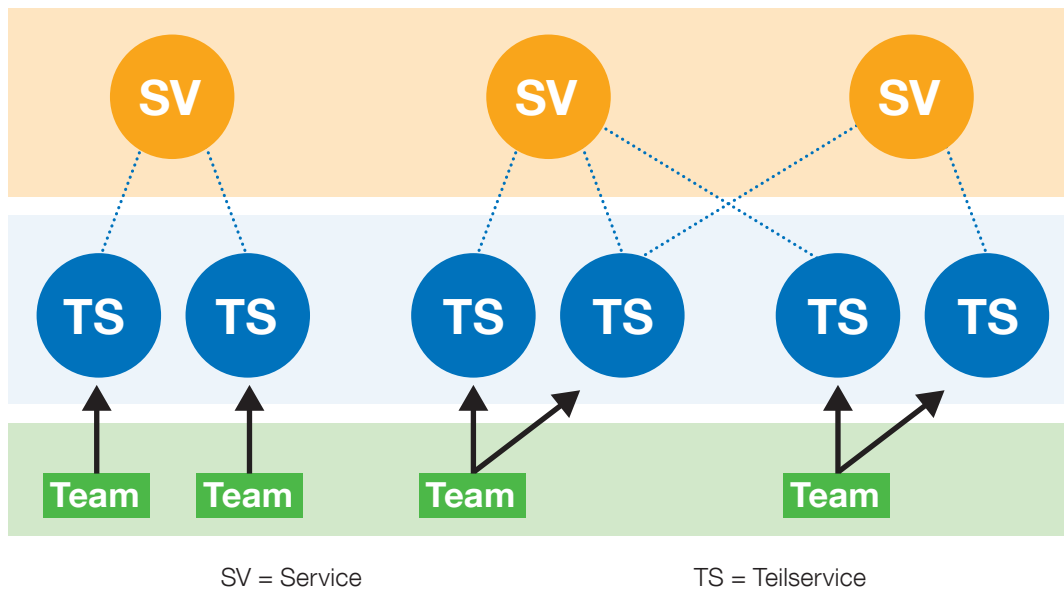 SV SV SV
TS TS TS TS TS TS
Team Team Team Team
SV = Service TS = Teilservice